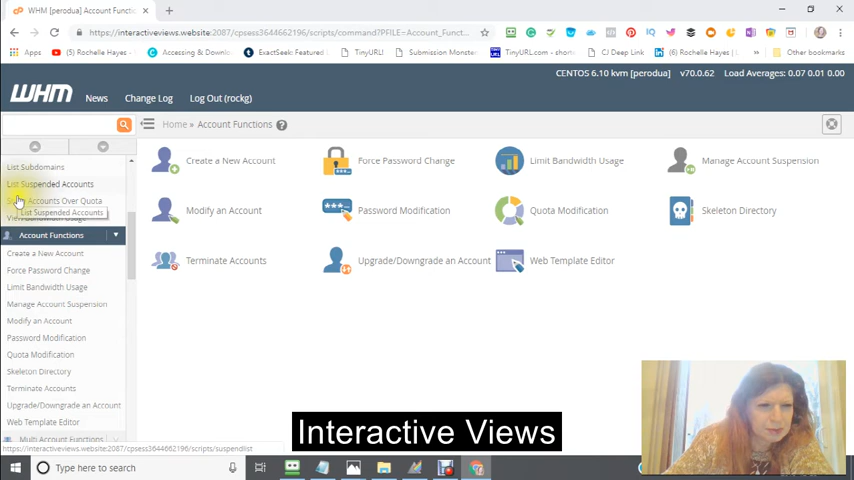 WHM [perodua] Account Functi
https://interactiveviews.website:2087/cpsess3644662196/scripts/command?PFILE=Account_Funct...
Apps
(5) Rochelle Hayes
Accessing & Downlo
ExactSeek: Featured
TinyURL!
Submission Monster
TinyURL.com - short
CJ Deep Link
(6) Rochelle Hayes
Other bookmarks
CENTOS 6.10 kvm [perodua] v70.0.62 Load Averages: 0.07 0.01 0.00
WHM News Change Log Log Out (rockg)
Home » Account Functions
List Subdomains
List Suspended Accounts
Accounts Over Quota
List Suspended Accounts
Account Functions
Create a New Account
Force Password Change
Limit Bandwidth Usage
Manage Account Suspension
Modify an Account
Password Modification
Quota Modification
Skeleton Directory
Terminate Accounts
Upgrade/Downgrade an Account
Web Template Editor
Multi Account Functions
Create a New Account Force Password Change Limit Bandwidth Usage Manage Account Suspension
Modify an Account Password Modification Quota Modification Skeleton Directory
Terminate Accounts Upgrade/Downgrade an Account Web Template Editor
Interactive Views
https://interactiveviews.website:2087/cpsess3644662196/scripts/suspendlist
Type here to search